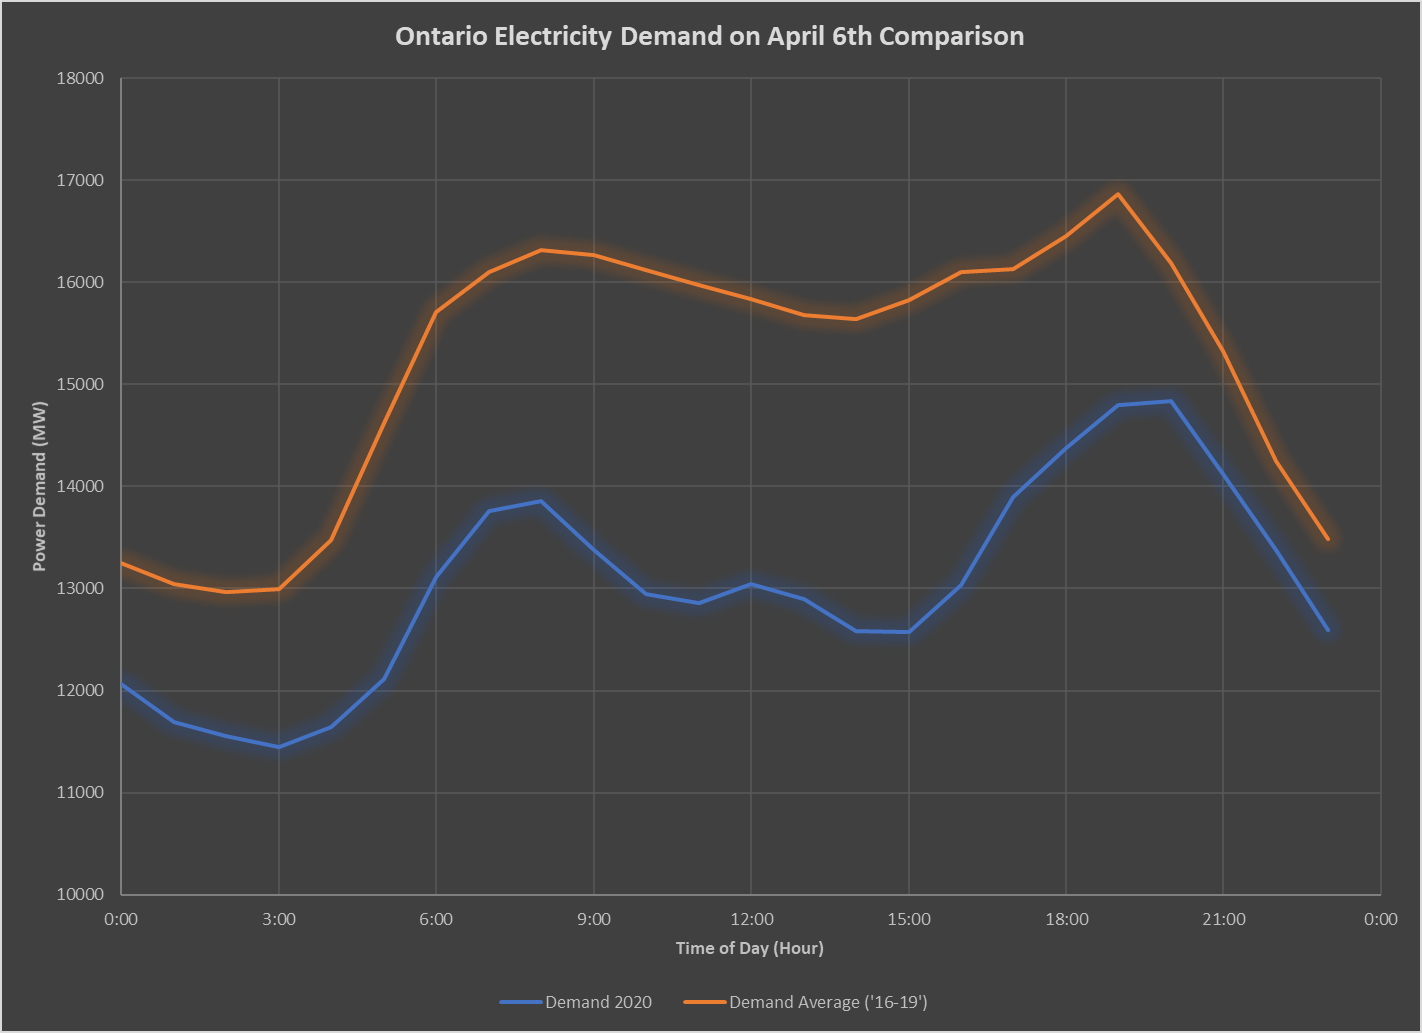 Ontario Electricity Demand on April 6th Comparison
18000
17000
16000
15000
14000
13000
12000
11000
10000
Power Demand (MW)
0:00 3:00 6:00 9:00 12:00 15:00 18:00 21:00 0:00
Time of Day (Hour)
Demand 2020 Demand Average ('16-19')